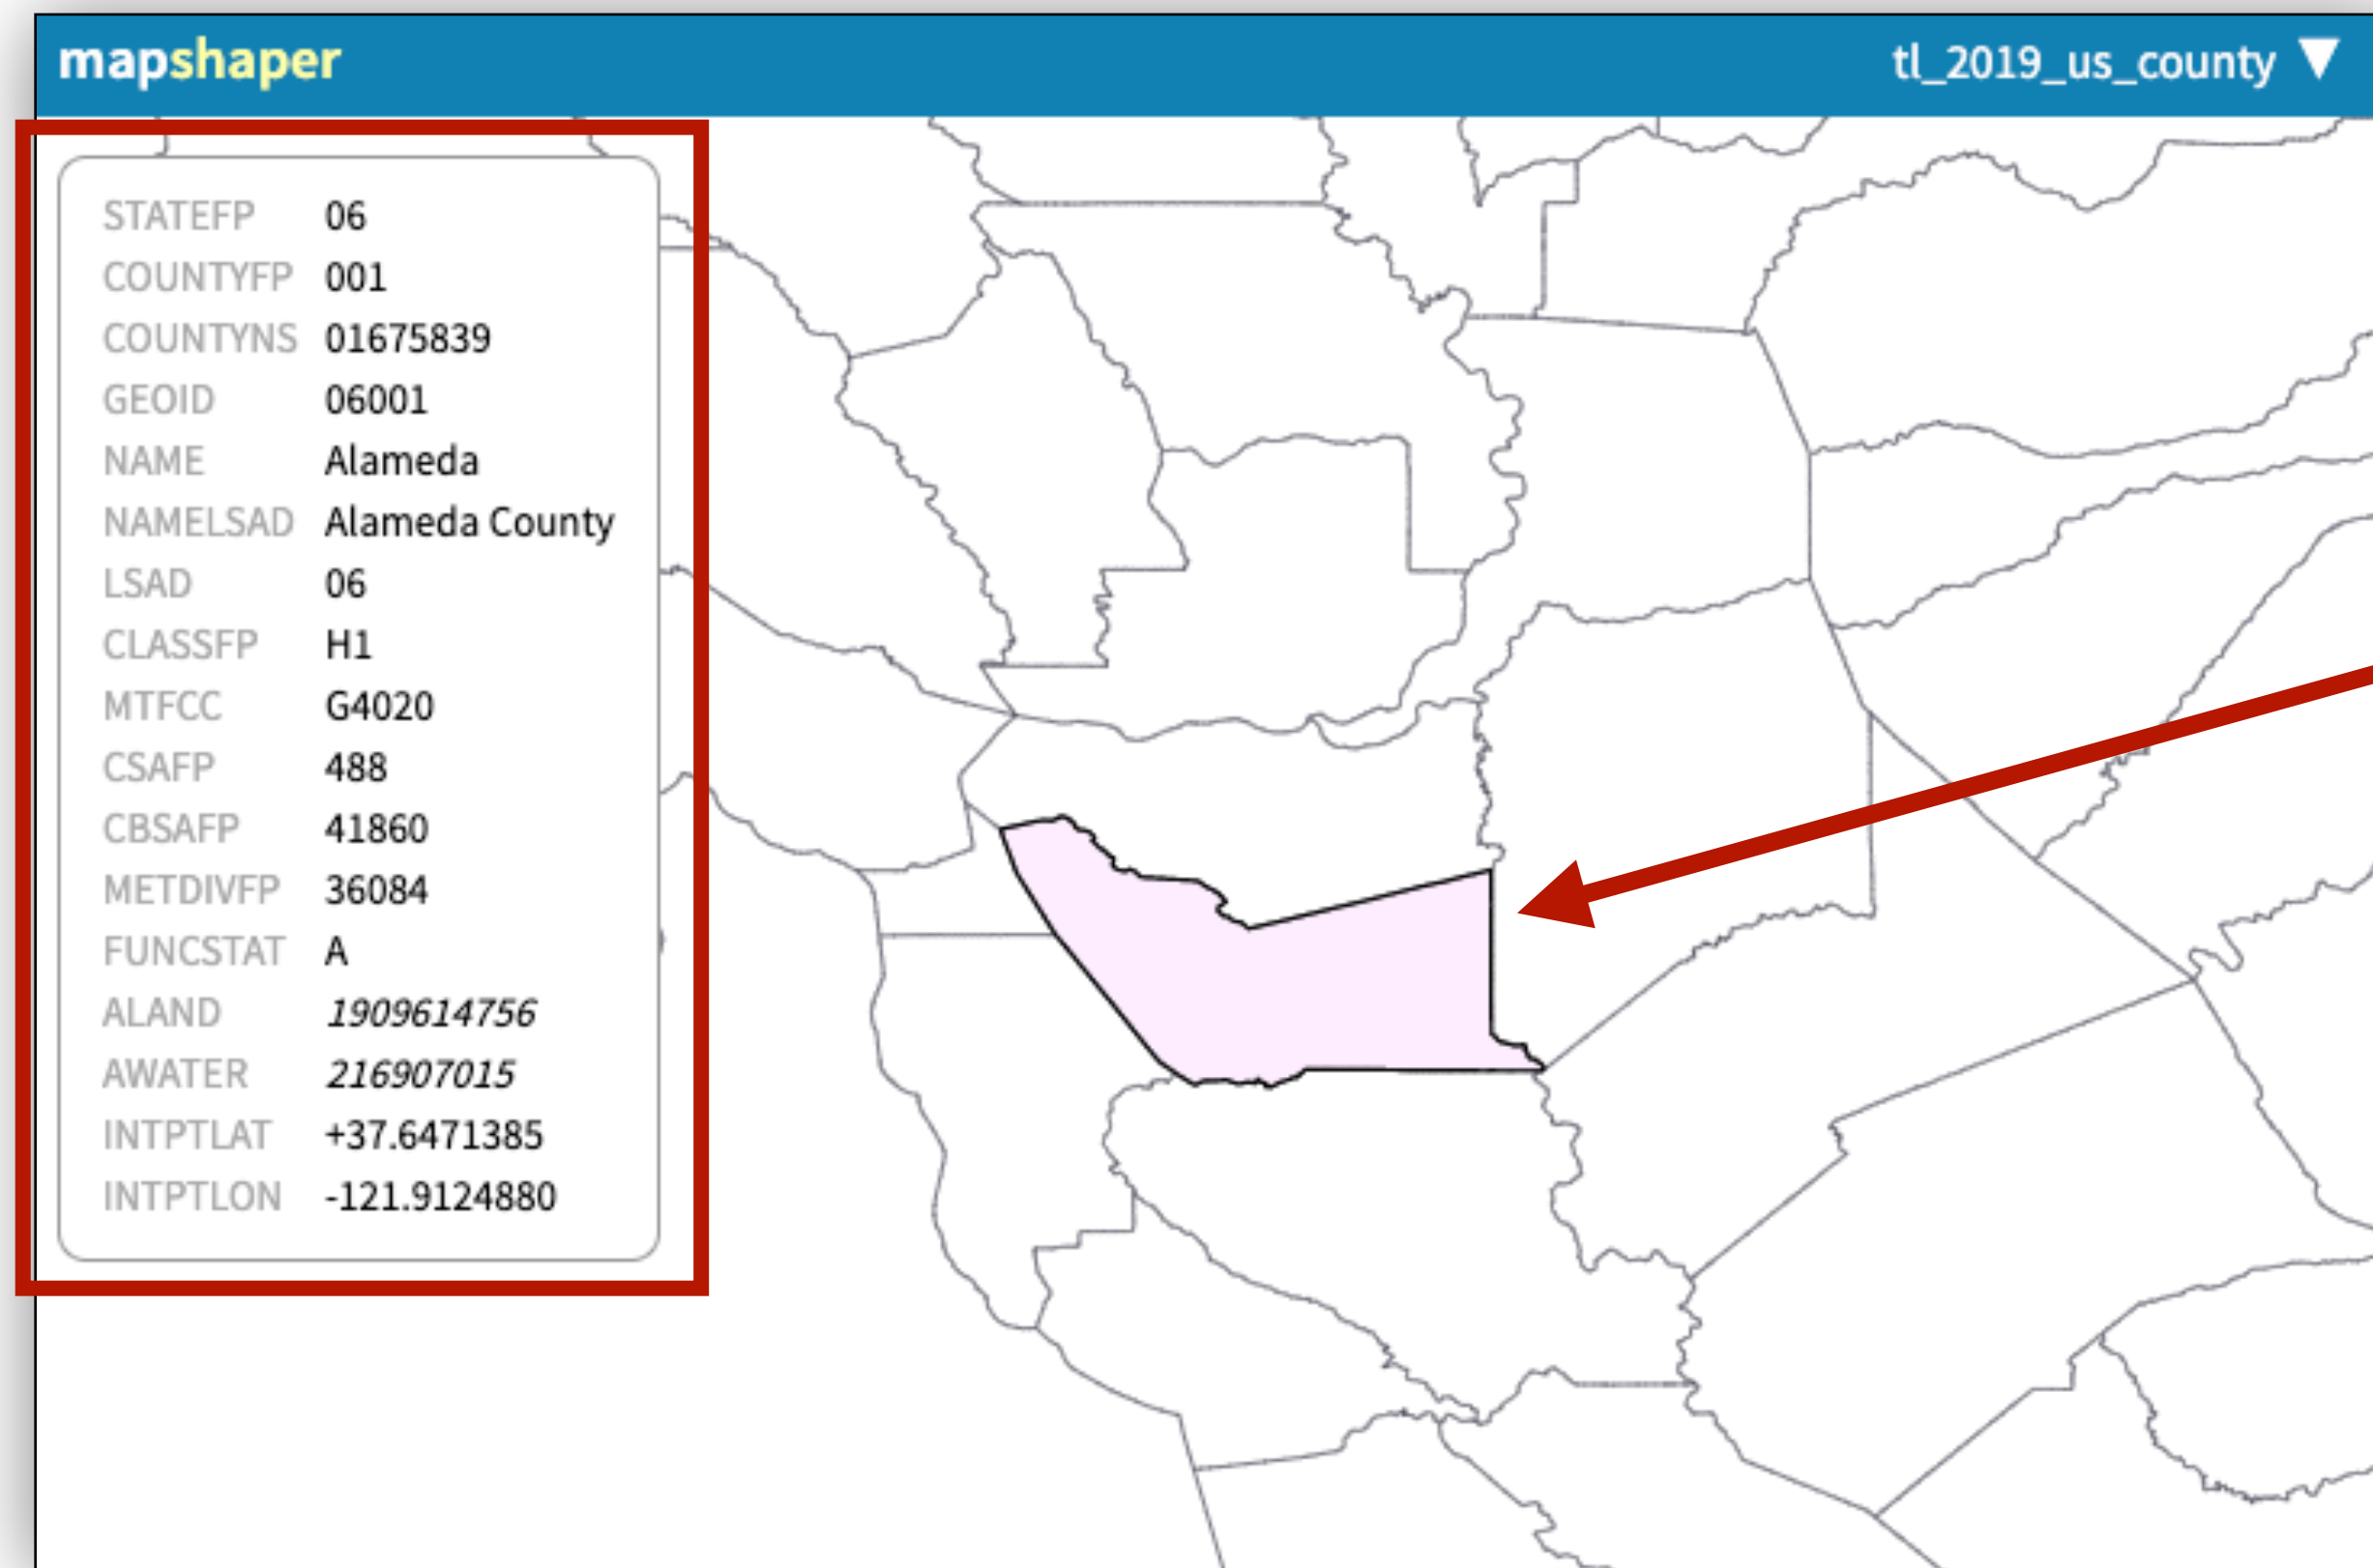 mapshaper
tl_2019_us_county ▼
STATEFP 06
COUNTYFP 001
COUNTYNS 01675839
GEOID 06001
NAME Alameda
NAMELSAD Alameda County
LSAD 06
CLASSFP H1
MTFCC G4020
CSAFP 488
CBSAFP 41860
METDIVFP 36084
FUNCSTAT A
ALAND 1909614756
AWATER 216907015
INTPTLAT +37.6471385
INTPTLON -121.9124880